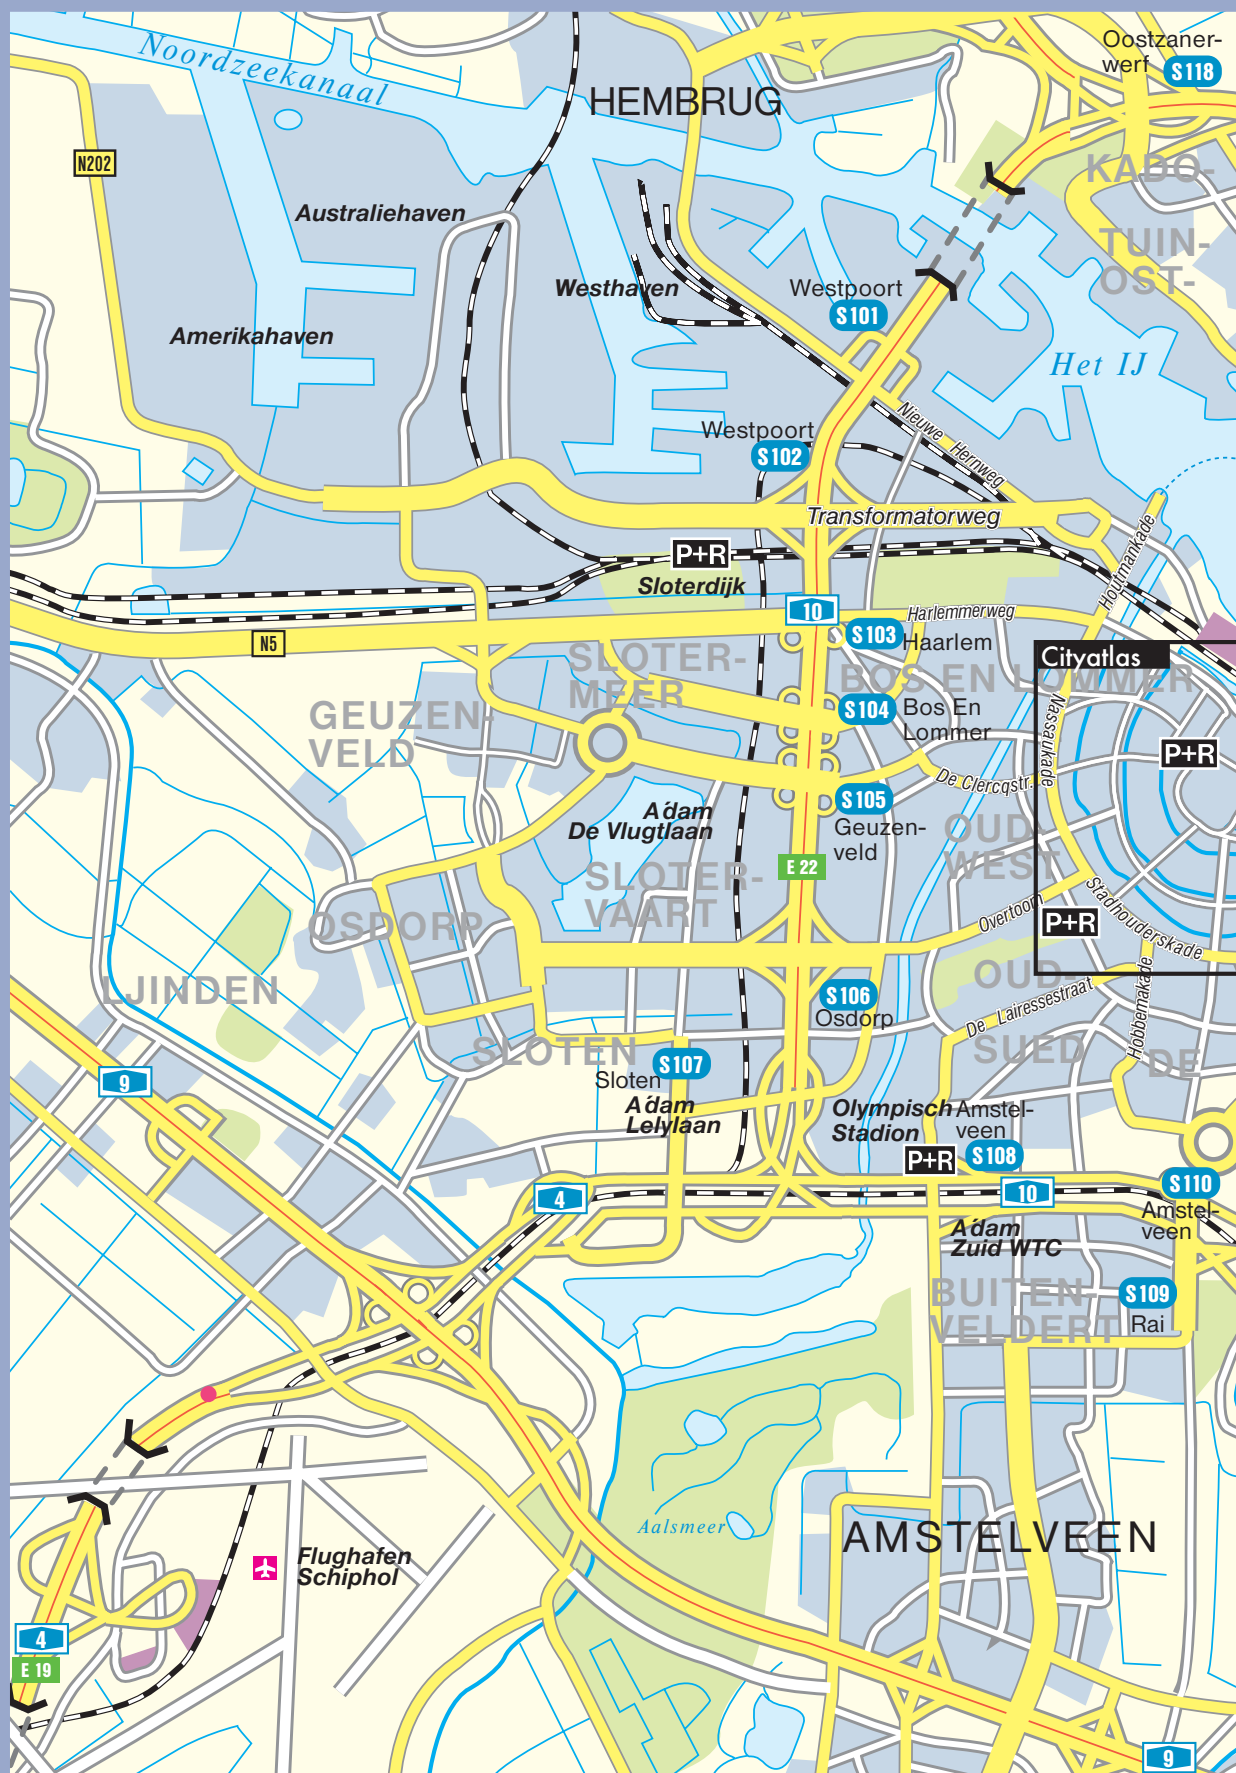 Noordzeekanaal
HEMBRUG
Oostzaner-
werf
S118
N202
KADO-
Australiehaven
TUIN-
OST-
Westhaven
Westpoort
S101
Amerikahaven
Het IJ
Westpoort
S102
Nieuwe Hernweg
Transformatorweg
P+R
Sloterdijk
Houtmankade
10
Harlemmerweg
N5
S103
Haarlem
Cityatlas
SLOTER-
MEER
BOS EN LOMMER
S104
Bos En
Lommer
GEUZEN-
VELD
Nassaukade
P+R
De Clercqstr.
A'dam
De Vlugtlaan
S105
Geuzen-
veld
OUD-
WEST
E 22
SLOTER-
VAART
Stadhouderskade
OSDORP
Overtoom
P+R
LJINDEN
OUD-
SUED
S106
Osdorp
De Lairessestraat
Hobbemakade
SLOTEN
S107
Sloten
DE
9
A'dam
Lelylaan
Olympisch
Stadion
Amstel-
veen
S108
P+R
4
10
S110
Amstel-
veen
A'dam
Zuid WTC
BUITEN-
VELDERT
S109
Rai
Aalsmeer
AMSTELVEEN
Flughafen
Schiphol
4
E 19
9